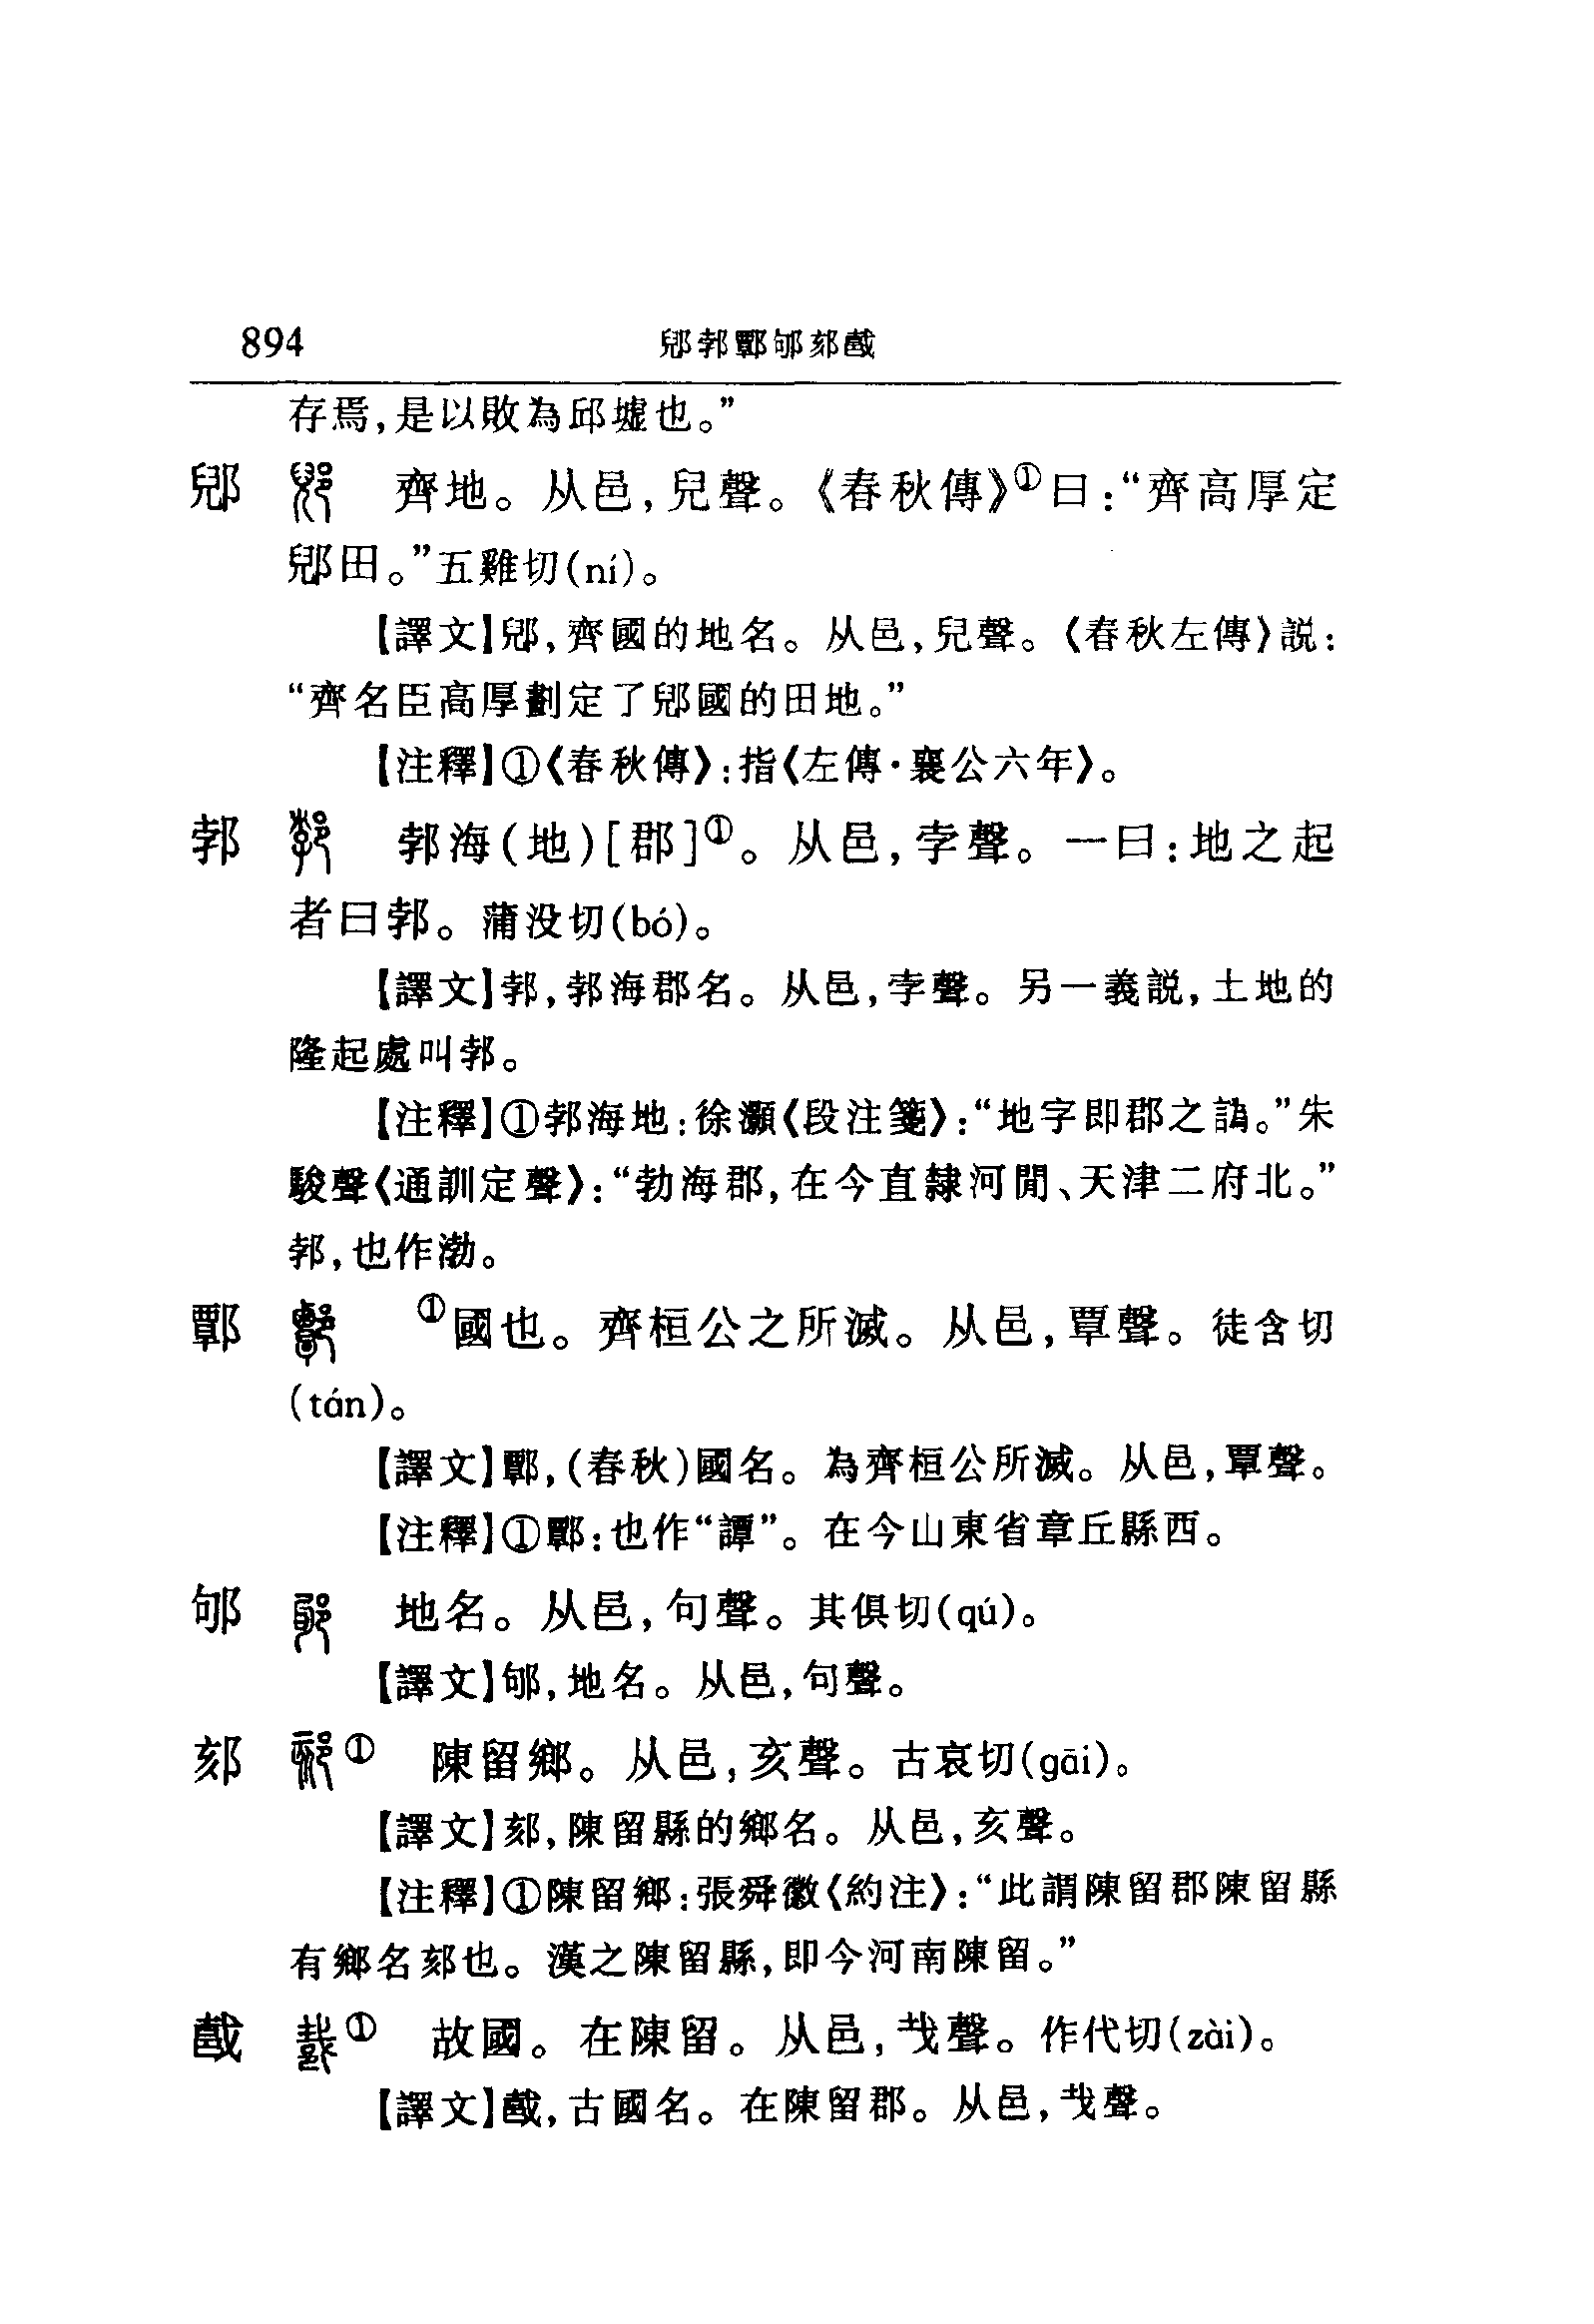 894 郳郣鄿郇郂𢧜
存焉,是以敗為邱墟也。”
郳 齊地。从邑,兒聲。《春秋傳》①曰:“齊高厚定
郳田。”五雞切(ní)。
【譯文】郳,齊國的地名。从邑,兒聲。《春秋左傳》説:
“齊名臣高厚劃定了郳國的田地。”
【注釋】①《春秋傳》:指《左傳·襄公六年》。
郣 郣海(地)[郡]①。从邑,孛聲。一曰:地之起
者曰郣。蒲没切(bó)。
【譯文】郣,郣海郡名。从邑,孛聲。另一義説,土地的
隆起處叫郣。
【注釋】①郣海地:徐灝《段注箋》:“地字即郡之譌。”朱
駿聲《通訓定聲》:“勃海郡,在今直隸河閒、天津二府北。”
郣,也作渤。
鄿 ①國也。齊桓公之所滅。从邑,覃聲。徒含切
(tán)。
【譯文】鄿,(春秋)國名。為齊桓公所滅。从邑,覃聲。
【注釋】①鄿:也作“譚”。在今山東省章丘縣西。
郇 地名。从邑,句聲。其俱切(qú)。
【譯文】郇,地名。从邑,句聲。
郂 ① 陳留鄉。从邑,亥聲。古哀切(gāi)。
【譯文】郂,陳留縣的鄉名。从邑,亥聲。
【注釋】①陳留鄉:張舜徽《約注》:“此謂陳留郡陳留縣
有鄉名郂也。漢之陳留縣,即今河南陳留。”
① 故國。在陳留。从邑,𢦏聲。作代切(zài)。
【譯文】,古國名。在陳留郡。从邑,𢦏聲。